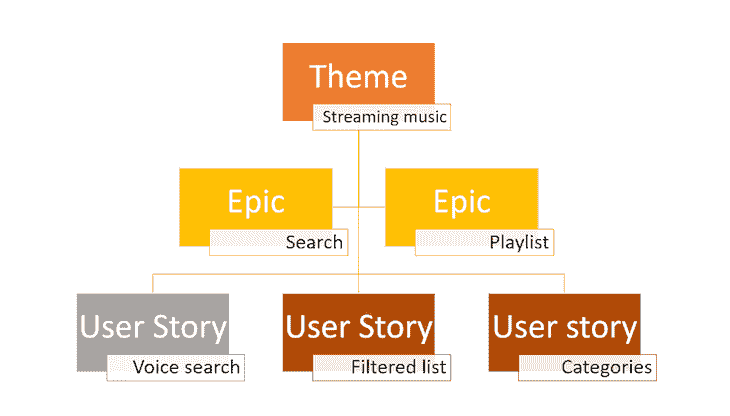 Theme
Streaming music
Epic
Search
Epic
Playlist
User Story
Voice search
User Story
Filtered list
User story
Categories